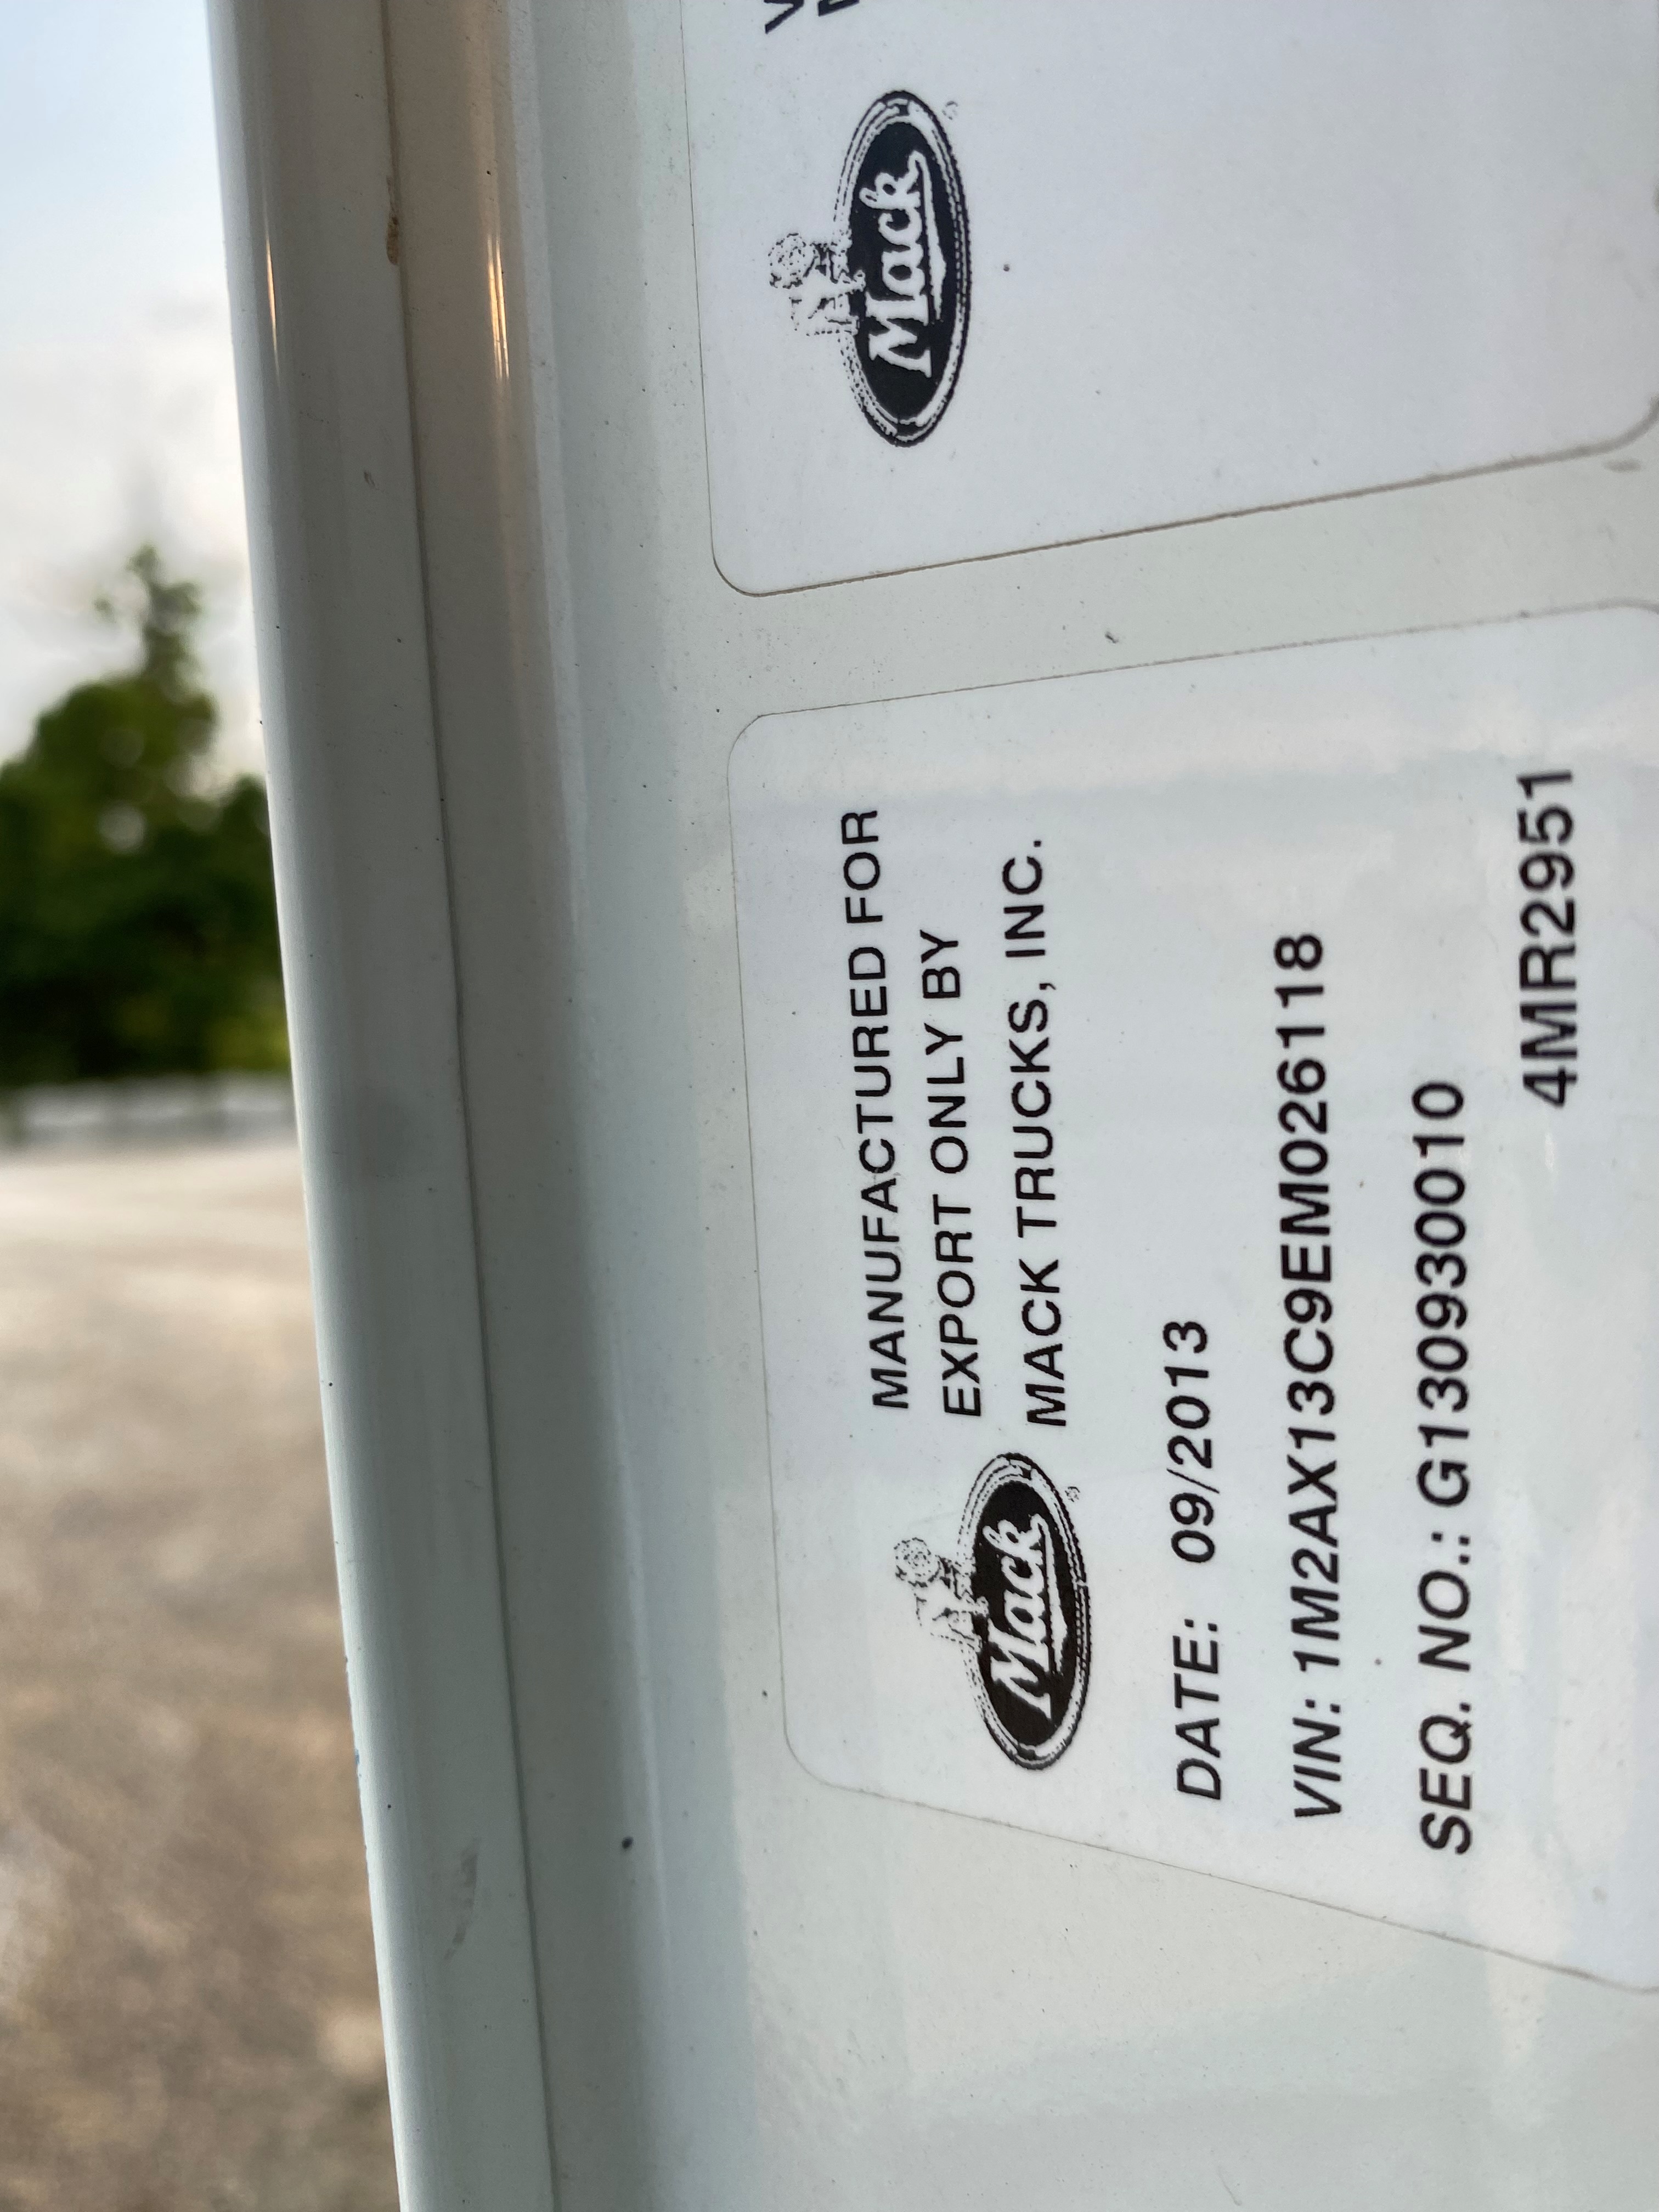 MANUFACTURED FOR
EXPORT ONLY BY
MACK TRUCKS, INC.
Mack
DATE: 09/2013
VIN: 1M2AX13C9EM026118
SEQ. NO.: G130930010
4MR2951
Mack